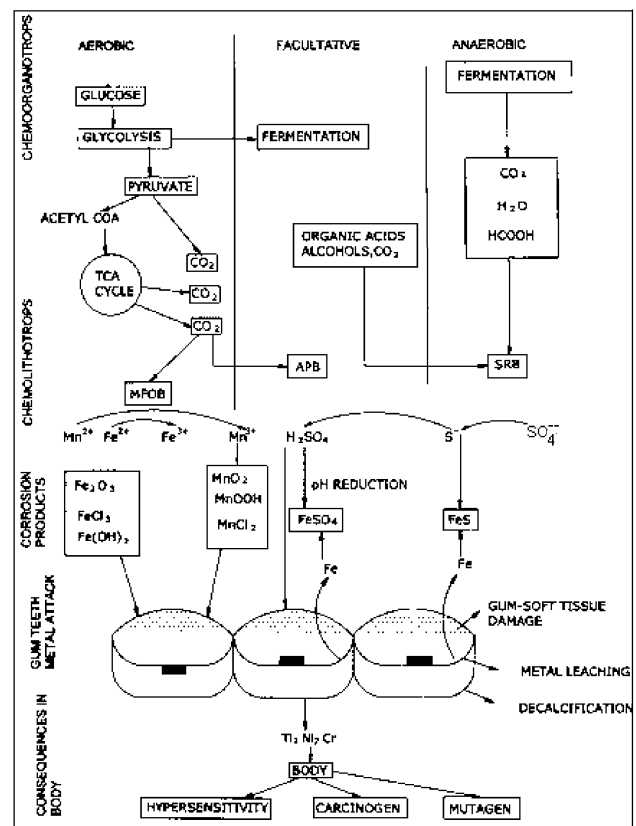 AEROBIC
FACULTATIVE
ANAEROBIC
CHEMOORGANOTROPS
GLUCOSE
GLYCOLYSIS
FERMENTATION
FERMENTATION
PYRUVATE
CO2
H2O
HCOOH
ACETYL COA
TCA
CYCLE
CO2
CO2
CO2
ORGANIC ACIDS
ALCOHOLS,CO2
CHEMOLITHOTROPS
MFOB
APB
SRB
Mn2+
Fe2+
Fe3+
Mn3+
H2SO4
S-
SO4--
CORROSION
PRODUCTS
Fe2O3
FeCl3
Fe(OH)2
MnO2
MnOOH
MnCl2
pH REDUCTION
FeSO4
FeS
Fe
Fe
GUM TEETH
METAL ATTACK
GUM-SOFT TISSUE
DAMAGE
METAL LEACHING
DECALCIFICATION
CONSEQUENCES IN
BODY
Ti, Ni, Cr
BODY
HYPERSENSITIVITY
CARCINOGEN
MUTAGEN